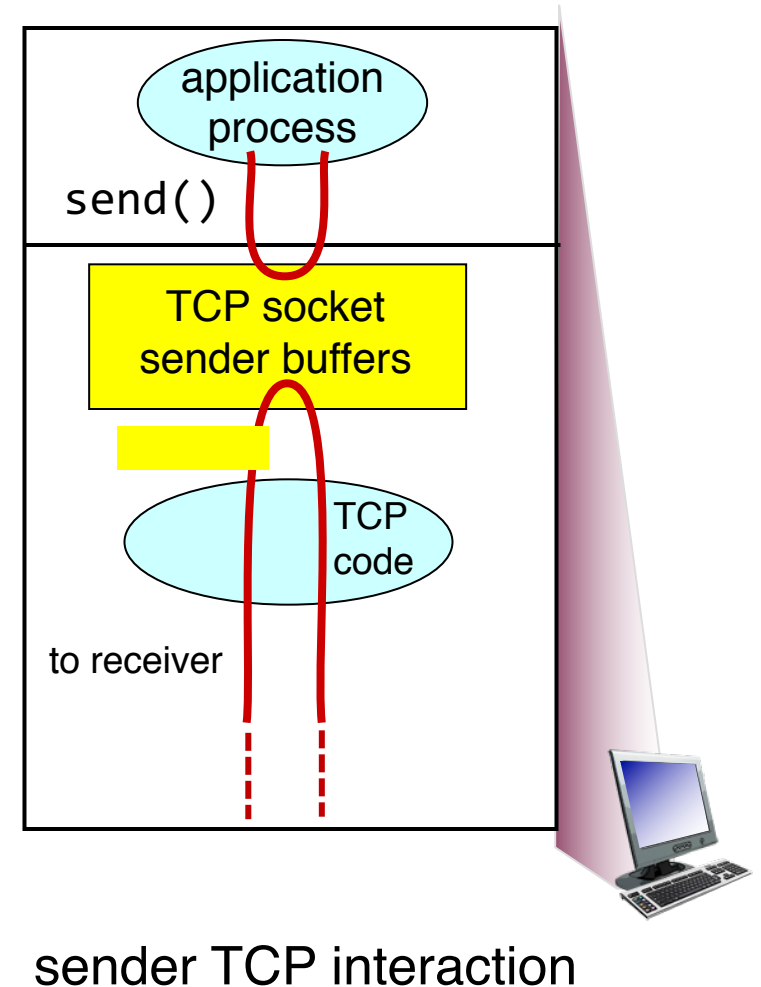 application
process
send()
TCP socket
sender buffers
TCP
code
to receiver
sender TCP interaction